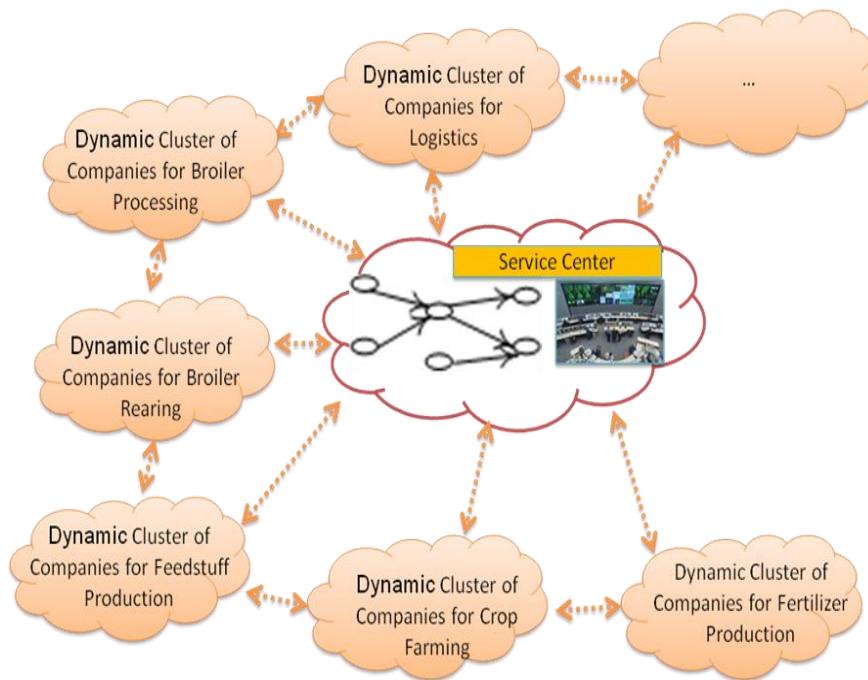 Dynamic Cluster of
Companies for
Logistics
...
Dynamic Cluster of
Companies for Broiler
Processing
Service Center
Dynamic Cluster of
Companies for Broiler
Rearing
Dynamic Cluster of
Companies for Feedstuff
Production
Dynamic Cluster of
Companies for Crop
Farming
Dynamic Cluster of
Companies for Fertilizer
Production